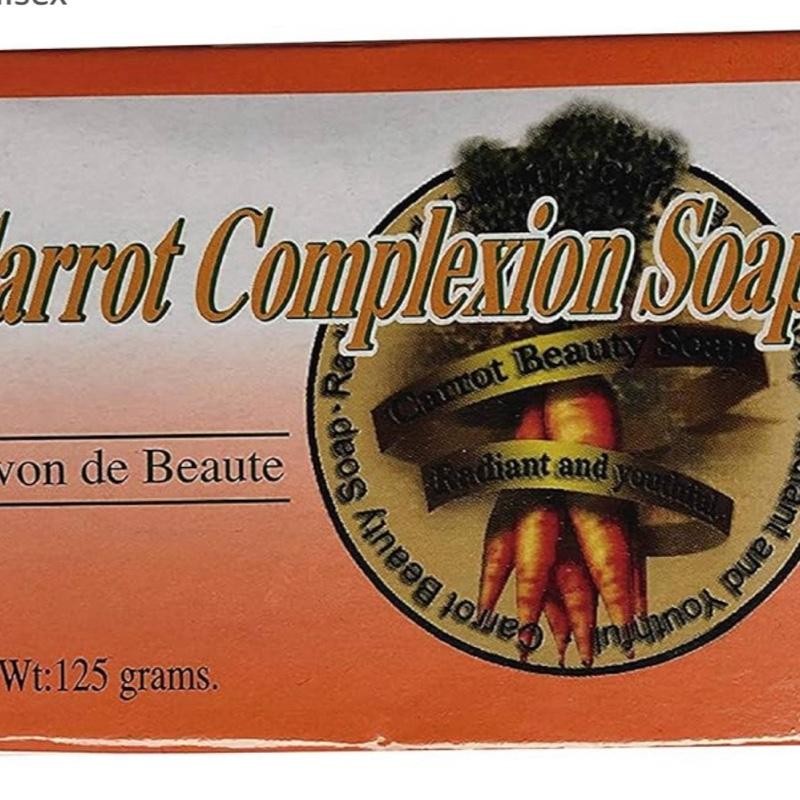 arrot Complexion Soap
Carrot Beauty Soap
Radiant and youthful.
von de Beaute
Carrot Beauty Soap
Radiant and Youthful
Wt:125 grams.